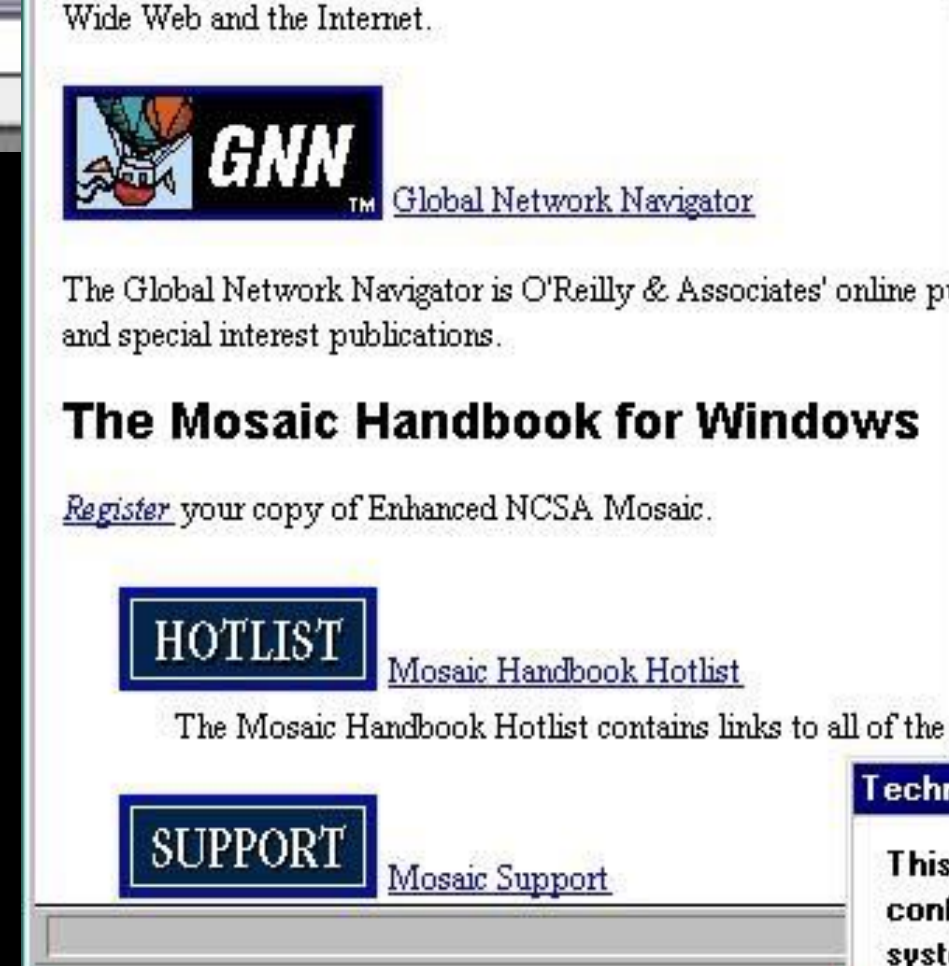 Wide Web and the Internet.
GNN
TM Global Network Navigator
The Global Network Navigator is O'Reilly & Associates' online
and special interest publications.
The Mosaic Handbook for Windows
Register your copy of Enhanced NCSA Mosaic.
HOTLIST
Mosaic Handbook Hotlist
The Mosaic Handbook Hotlist contains links to all of the
SUPPORT
Mosaic Support
This